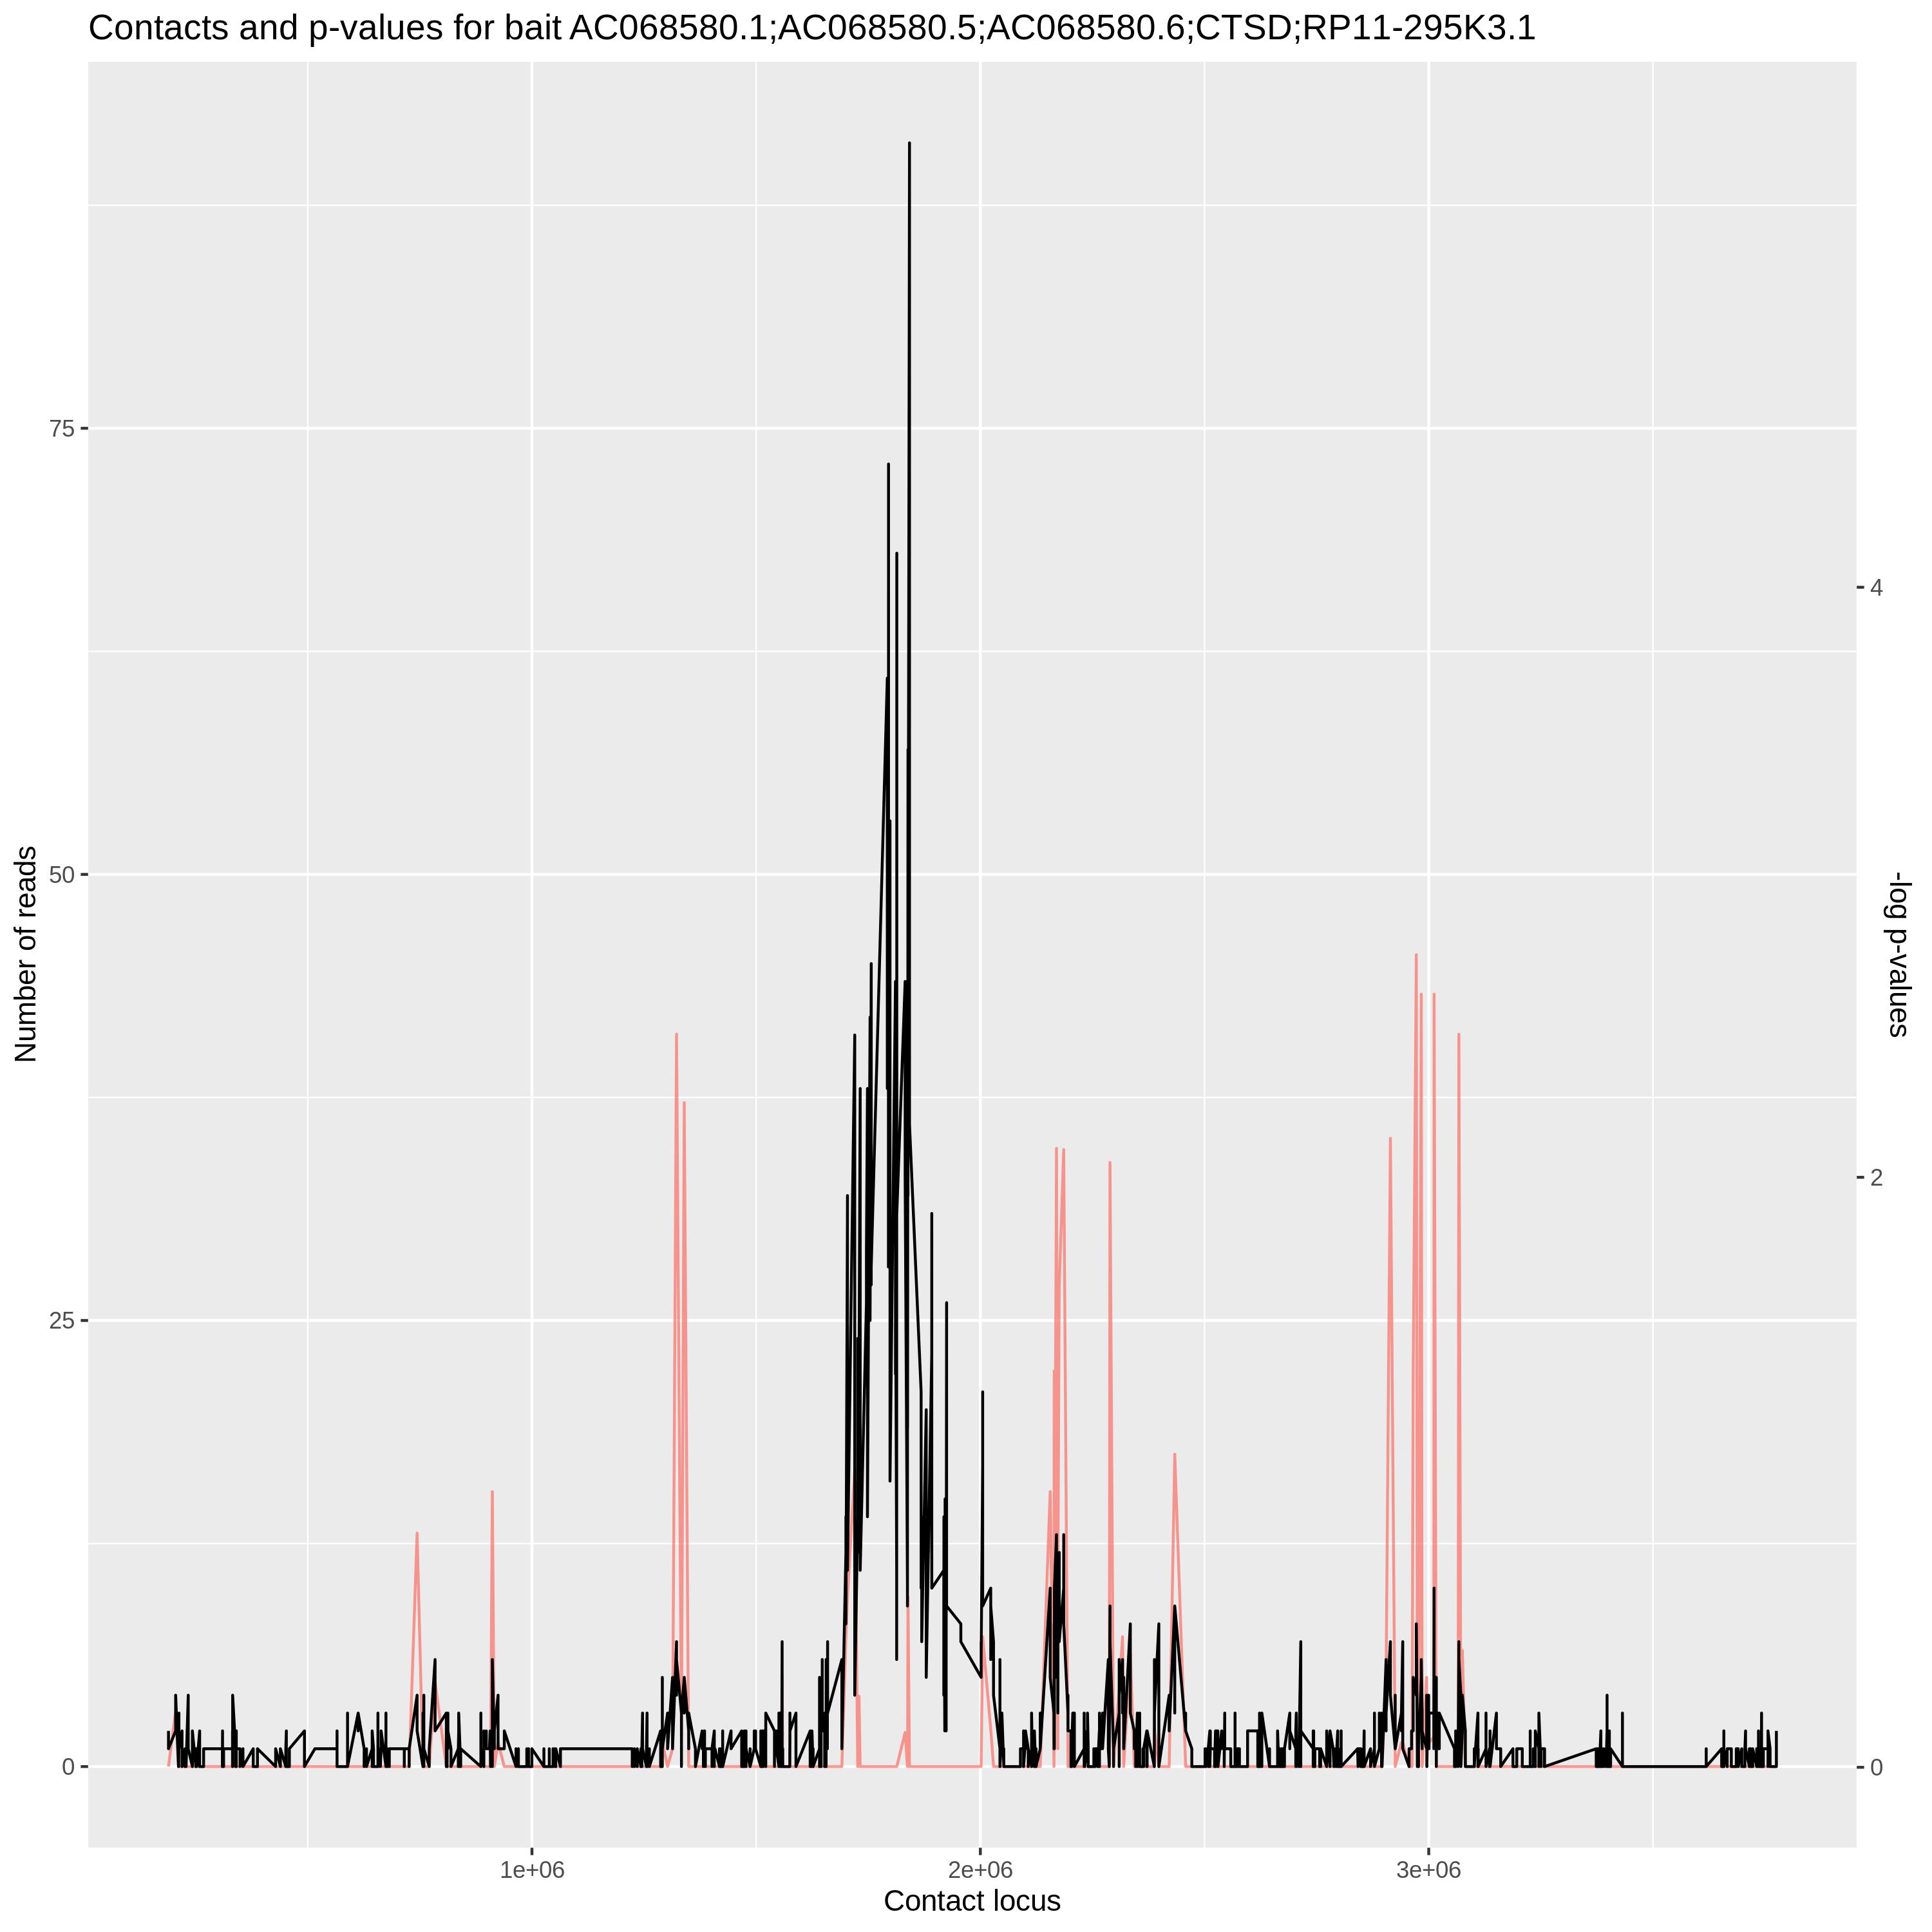 Contacts and p-values for bait AC068580.1;AC068580.5;AC068580.6;CTSD;RP11-295K3.1
75
50
25
0
Number of reads
4
2
0
-log p-values
1e+06 2e+06 3e+06
Contact locus